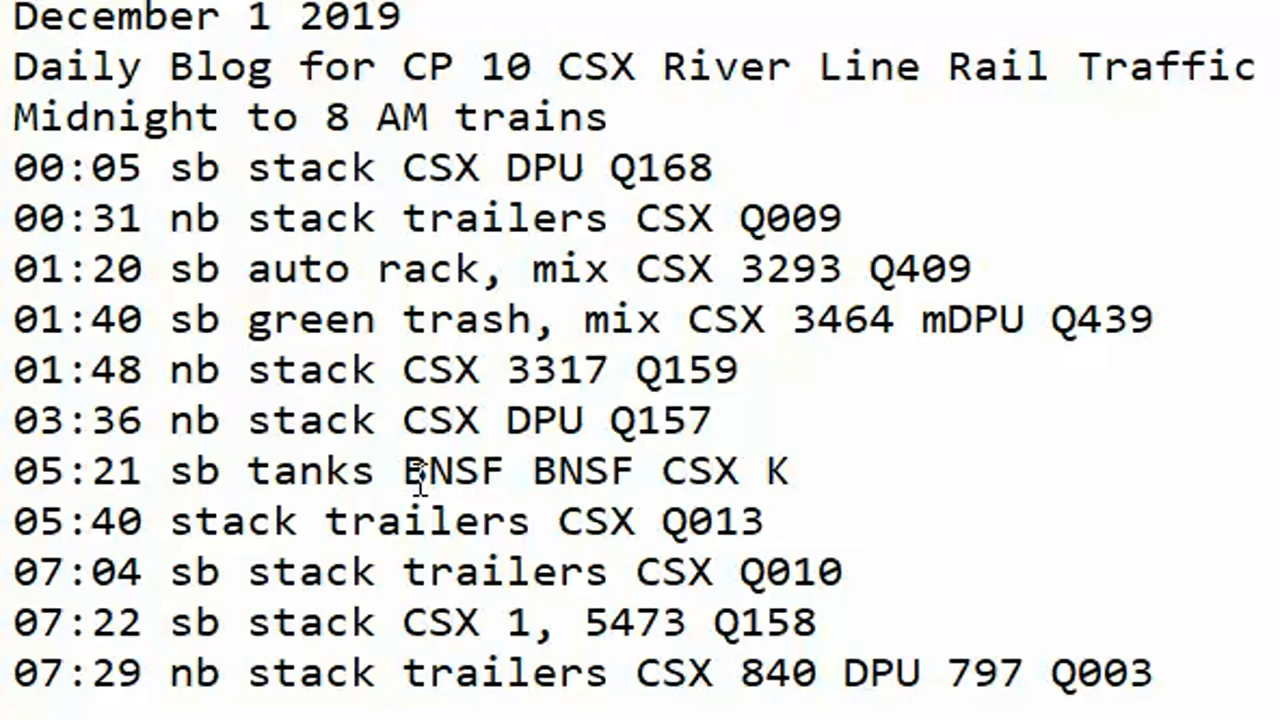 December 1 2019
Daily Blog for CP 10 CSX River Line Rail Traffic
Midnight to 8 AM trains
00:05 sb stack CSX DPU Q168
00:31 nb stack trailers CSX Q009
01:20 sb auto rack, mix CSX 3293 Q409
01:40 sb green trash, mix CSX 3464 mDPU Q439
01:48 nb stack CSX 3317 Q159
03:36 nb stack CSX DPU Q157
05:21 sb tanks BNSF BNSF CSX K
05:40 stack trailers CSX Q013
07:04 sb stack trailers CSX Q010
07:22 sb stack CSX 1, 5473 Q158
07:29 nb stack trailers CSX 840 DPU 797 Q003